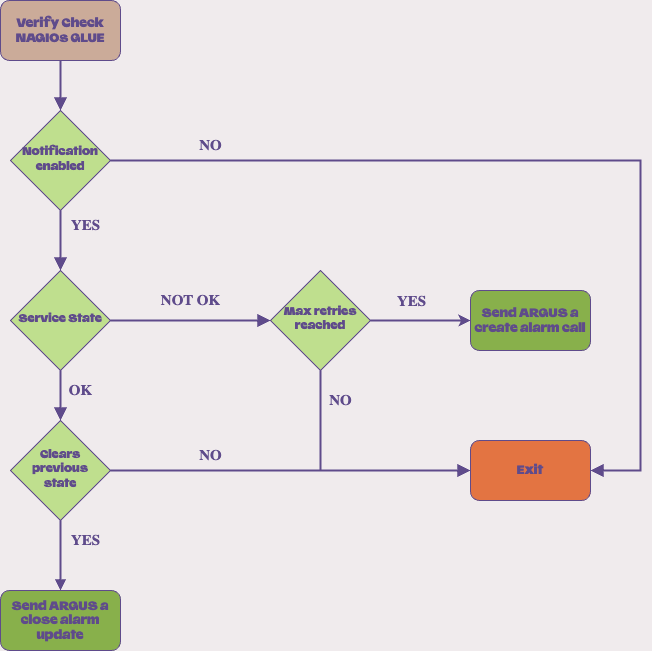 Verify Check
NAGIOs GLUE
Notification
enabled
NO
YES
Service State
NOT OK
Max retries
reached
YES
Send ARGUS a
create alarm call
OK
NO
Clears
previous
state
NO
Exit
YES
Send ARGUS a
close alarm
update